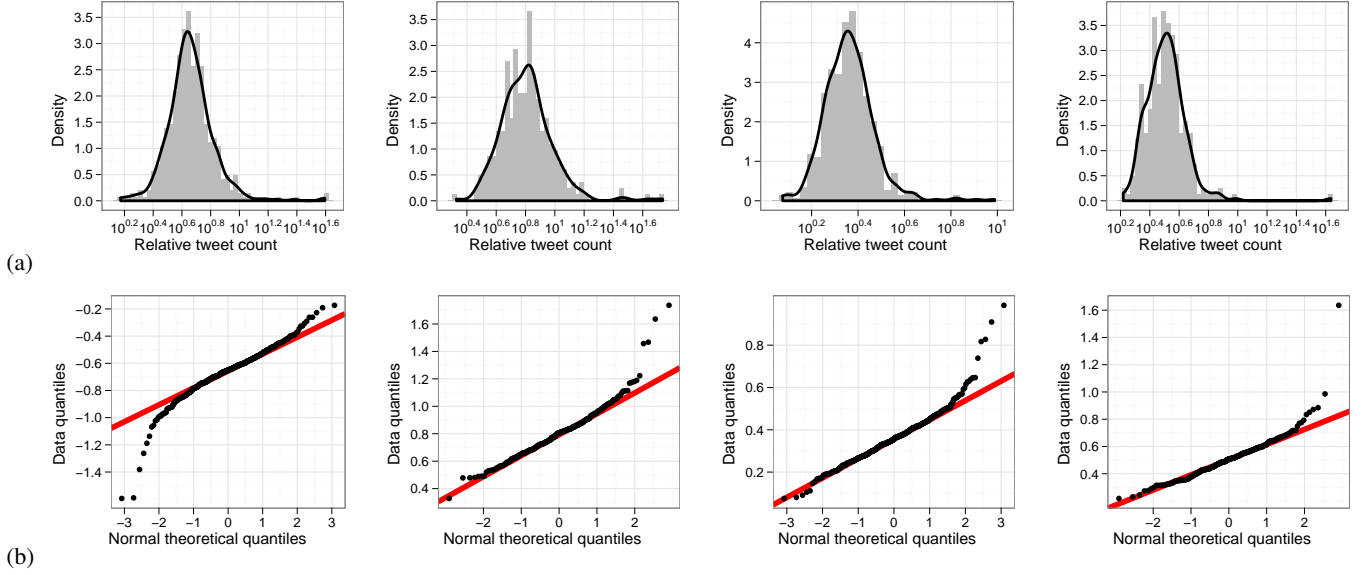 3.5
3.0
2.5
2.0
1.5
1.0
0.5
0.0
Density
10^0.2 10^0.4 10^0.6 10^0.8 10^1 10^1.2 10^1.4 10^1.6
Relative tweet count
3.5
3.0
2.5
2.0
1.5
1.0
0.5
0.0
Density
10^0.4 10^0.6 10^0.8 10^1 10^1.2 10^1.4 10^1.6
Relative tweet count
4
3
2
1
0
Density
10^0.2 10^0.4 10^0.6 10^0.8 10^1
Relative tweet count
3.5
3.0
2.5
2.0
1.5
1.0
0.5
0.0
Density
10^0.2 10^0.4 10^0.6 10^0.8 10^1 10^1.2 10^1.4 10^1.6
Relative tweet count
(a)
−0.2
−0.4
−0.6
−0.8
−1.0
−1.2
−1.4
Data quantiles
−3 −2 −1 0 1 2 3
Normal theoretical quantiles
1.6
1.4
1.2
1.0
0.8
0.6
0.4
Data quantiles
−2 −1 0 1 2
Normal theoretical quantiles
0.8
0.6
0.4
0.2
Data quantiles
−3 −2 −1 0 1 2 3
Normal theoretical quantiles
1.6
1.4
1.2
1.0
0.8
0.6
0.4
Data quantiles
−2 −1 0 1 2
Normal theoretical quantiles
(b)